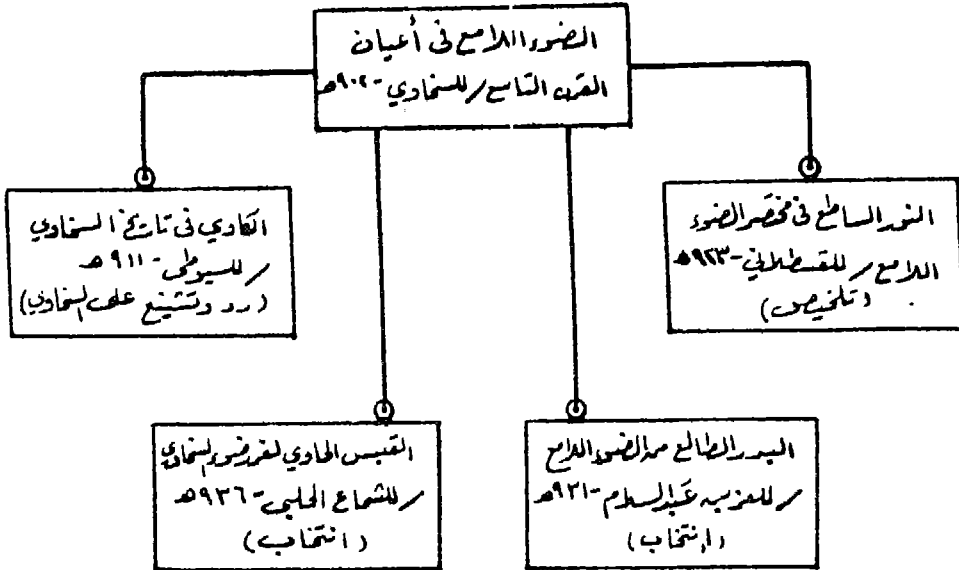 الضوء اللامع في أعيان
القرن التاسع / للسخاوي - ٩٠٢هـ
النور الساطع في مختصر الضوء
اللامع / للقسطلاني - ٩٢٣هـ
(تلخيص)
الكاوي في تاريخ السخاوي
/ للسيوطي - ٩١١هـ
(رد وتشنيع على السخاوي)
البدر الطالع من الضوء اللامع
/ للعز بن عبد السلام - ٩٣١هـ
(إنتخاب)
القبس الحاوي لغرر ضوء السخاوي
/ للشماع الحلبي - ٩٣٦هـ
(انتخاب)